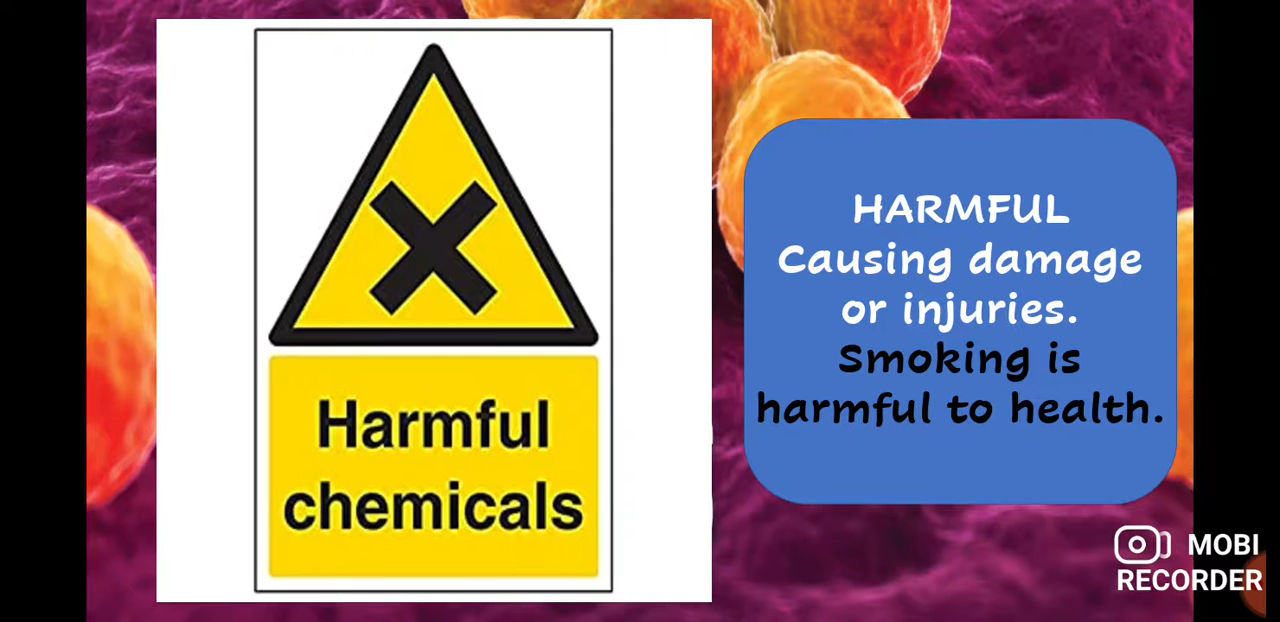 Harmful
chemicals
HARMFUL
Causing damage
or injuries.
Smoking is
harmful to health.
MOBI
RECORDER